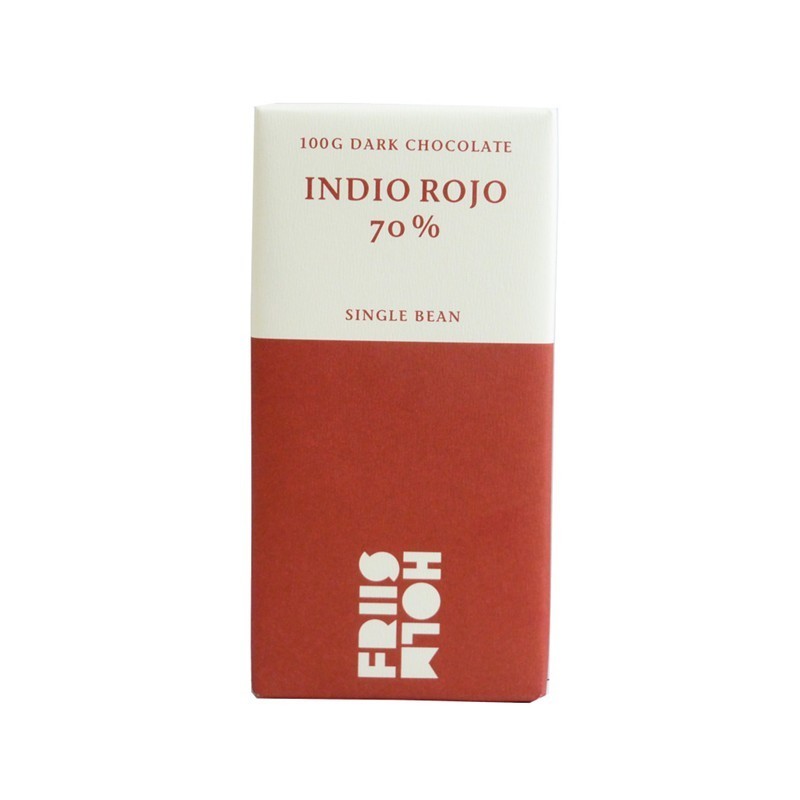 100G DARK CHOCOLATE
INDIO ROJO
70%
SINGLE BEAN
FRIIS
HOLM